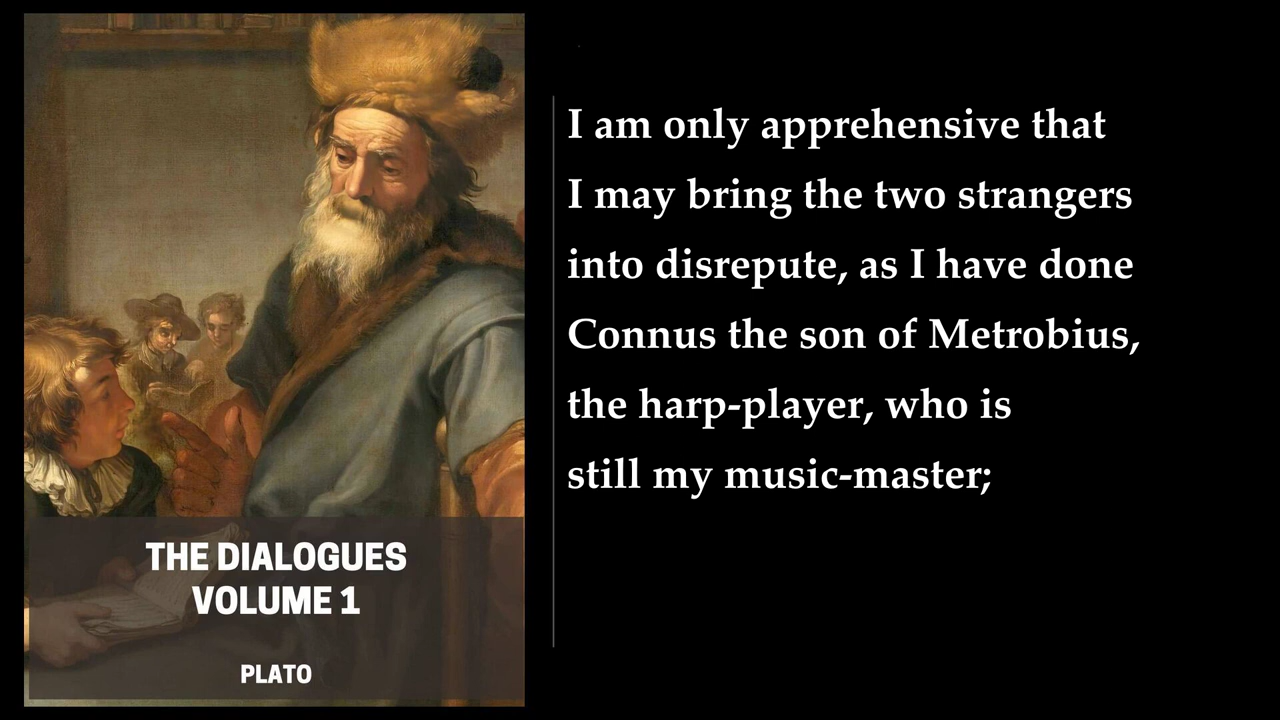 I am only apprehensive that
I may bring the two strangers
into disrepute, as I have done
Connus the son of Metrobius,
the harp-player, who is
still my music-master;
THE DIALOGUES
VOLUME 1
PLATO